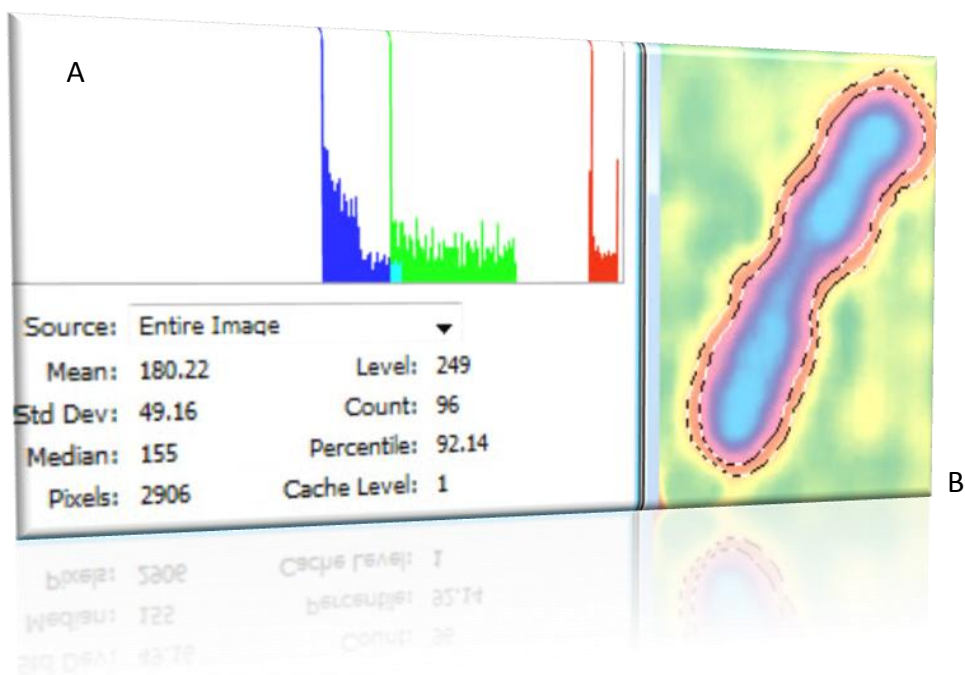 A
Source: Entire Image
Mean: 180.22 Level: 249
Std Dev: 49.16 Count: 96
Median: 155 Percentile: 92.14
Pixels: 2906 Cache Level: 1
B